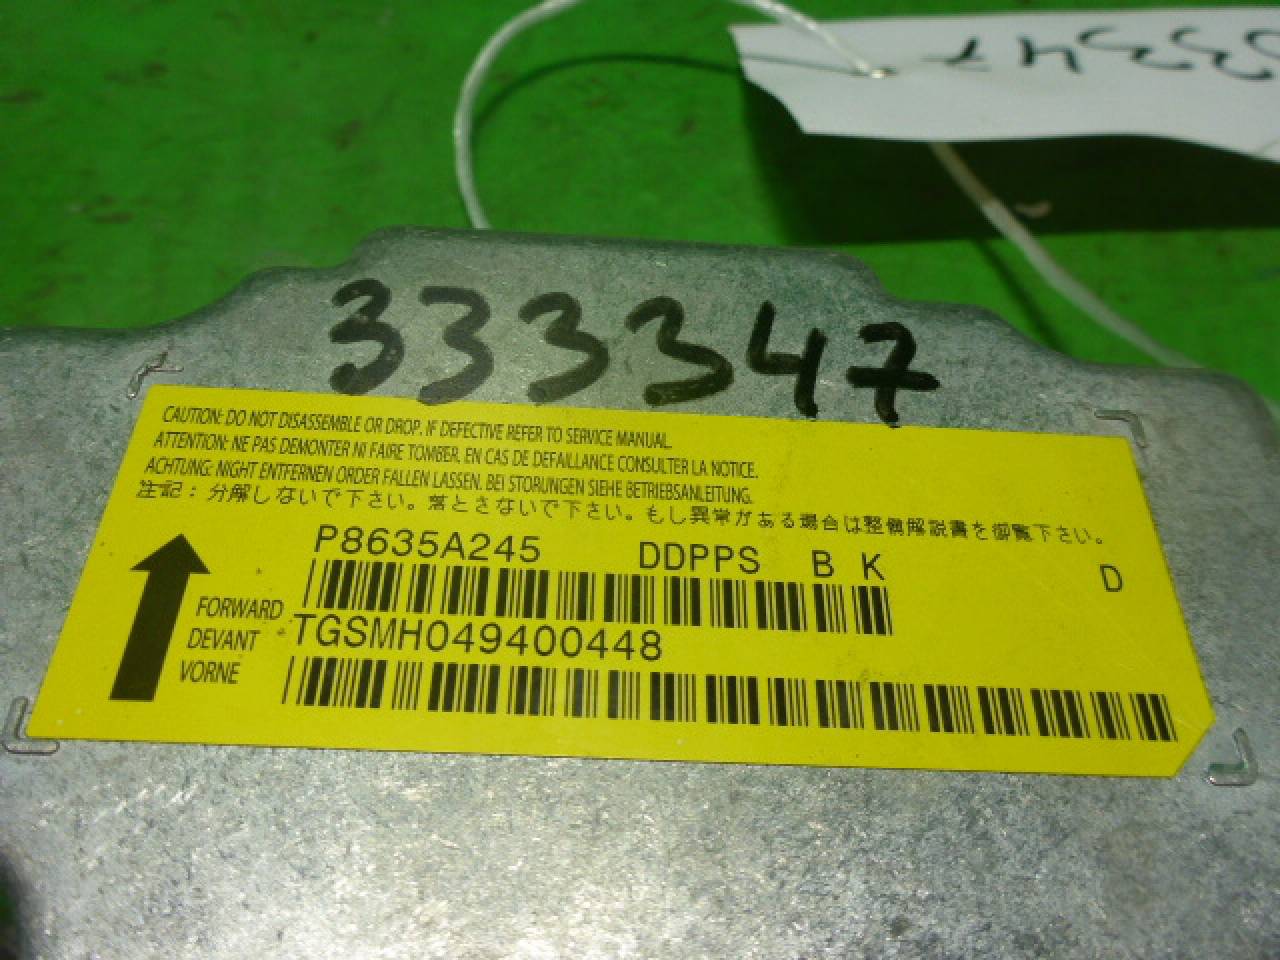 33347
333347
CAUTION: DO NOT DISASSEMBLE OR DROP. IF DEFECTIVE REFER TO SERVICE MANUAL.
ATTENTION: NE PAS DEMONTER NI FAIRE TOMBER. EN CAS DE DEFAILLANCE CONSULTER LA NOTICE.
ACHTUNG: NIGHT ENTFERNEN ORDER FALLEN LASSEN. BEI STORUNGEN SIEHE BETRIEBSANLEITUNG.
注記：分解しないで下さい。落とさないで下さい。もし異常がある場合は整備解説書を御覧下さい。
P8635A245 DDPPS B K
D
FORWARD
TGSMH049400448
DEVANT
VORNE